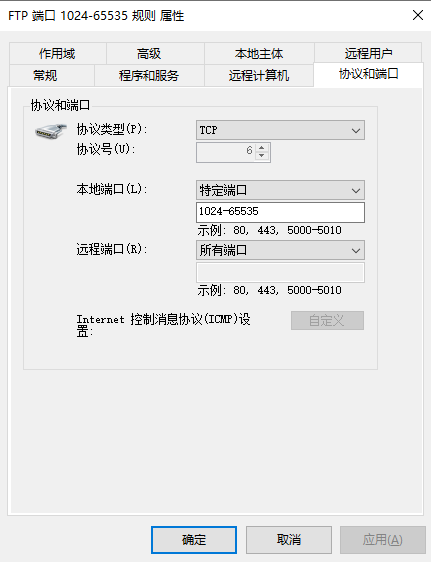 FTP 端口 1024-65535 规则 属性
作用域 高级 本地主体 远程用户
常规 程序和服务 远程计算机 协议和端口
协议和端口
协议类型(P): TCP
协议号(U): 6
本地端口(L): 特定端口
1024-65535
示例: 80, 443, 5000-5010
远程端口(R): 所有端口
示例: 80, 443, 5000-5010
Internet 控制消息协议(ICMP)设
置: 自定义
确定 取消 应用(A)